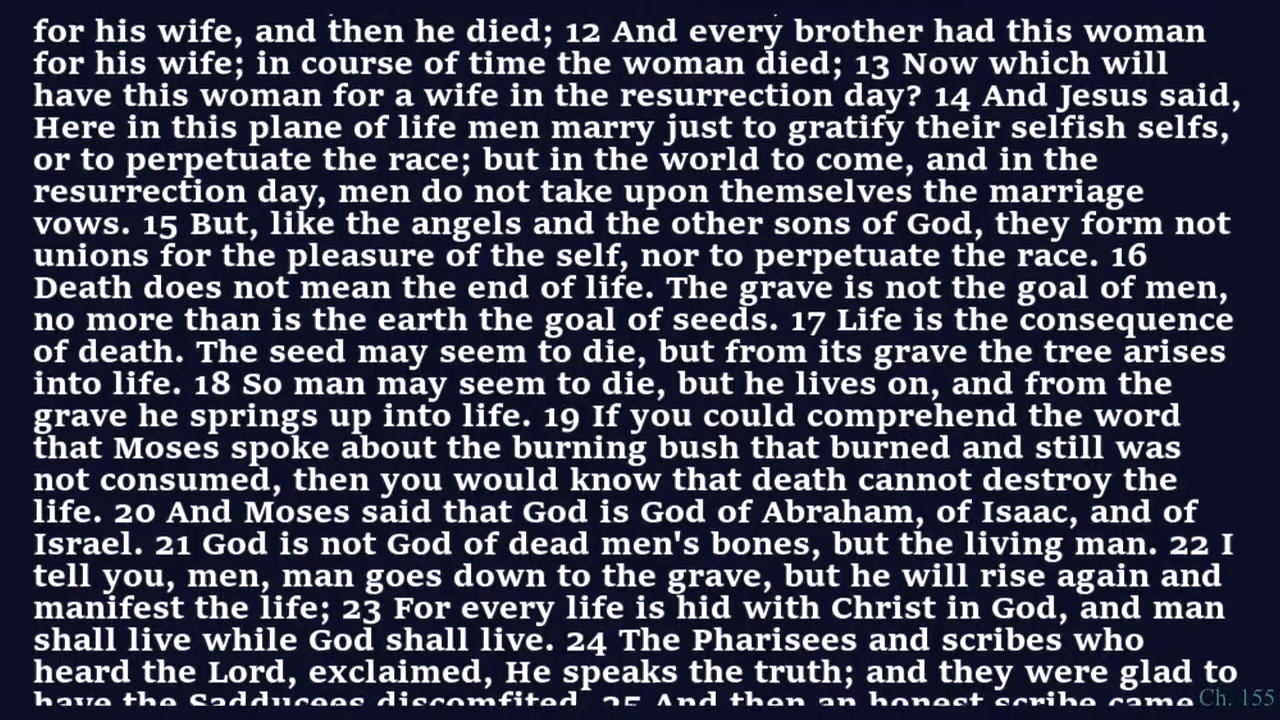 for his wife, and then he died; 12 And every brother had this woman
for his wife; in course of time the woman died; 13 Now which will
have this woman for a wife in the resurrection day? 14 And Jesus said,
Here in this plane of life men marry just to gratify their selfish selfs,
or to perpetuate the race; but in the world to come, and in the
resurrection day, men do not take upon themselves the marriage
vows. 15 But, like the angels and the other sons of God, they form not
unions for the pleasure of the self, nor to perpetuate the race. 16
Death does not mean the end of life. The grave is not the goal of men,
no more than is the earth the goal of seeds. 17 Life is the consequence
of death. The seed may seem to die, but from its grave the tree arises
into life. 18 So man may seem to die, but he lives on, and from the
grave he springs up into life. 19 If you could comprehend the word
that Moses spoke about the burning bush that burned and still was
not consumed, then you would know that death cannot destroy the
life. 20 And Moses said that God is God of Abraham, of Isaac, and of
Israel. 21 God is not God of dead men's bones, but the living man. 22 I
tell you, men, man goes down to the grave, but he will rise again and
manifest the life; 23 For every life is hid with Christ in God, and man
shall live while God shall live. 24 The Pharisees and scribes who
heard the Lord, exclaimed, He speaks the truth; and they were glad to
have the Sadducees discomfited. 25 And then an honest scribe came
Ch. 155